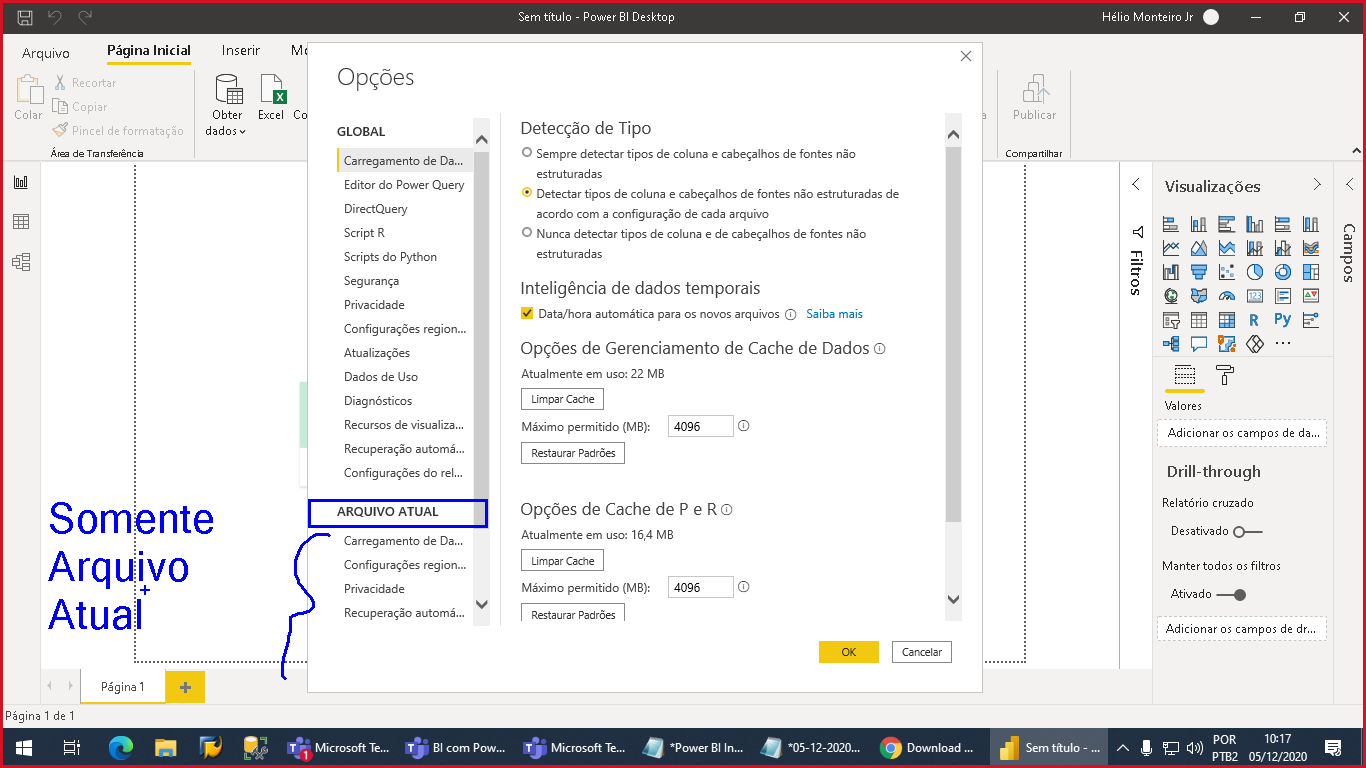 Sem título - Power BI Desktop
Hélio Monteiro Jr
Arquivo
Página Inicial
Inserir
Colar
Recortar
Copiar
Pincel de formatação
Área de Transferência
Obter
dados
Excel
Publicar
Compartilhar
Opções
GLOBAL
Carregamento de Da...
Editor do Power Query
DirectQuery
Script R
Scripts do Python
Segurança
Privacidade
Configurações region...
Atualizações
Dados de Uso
Diagnósticos
Recursos de visualiza...
Recuperação automá...
Configurações do rel...
ARQUIVO ATUAL
Carregamento de Da...
Configurações region...
Privacidade
Recuperação automá...
Detecção de Tipo
Sempre detectar tipos de coluna e cabeçalhos de fontes não
estruturadas
Detectar tipos de coluna e cabeçalhos de fontes não estruturadas de
acordo com a configuração de cada arquivo
Nunca detectar tipos de coluna e de cabeçalhos de fontes não
estruturadas
Inteligência de dados temporais
Data/hora automática para os novos arquivos Saiba mais
Opções de Gerenciamento de Cache de Dados
Atualmente em uso: 22 MB
Limpar Cache
Máximo permitido (MB): 4096
Restaurar Padrões
Opções de Cache de P e R
Atualmente em uso: 16,4 MB
Limpar Cache
Máximo permitido (MB): 4096
Restaurar Padrões
OK
Cancelar
Somente
Arquivo
Atual
Filtros
Visualizações
R
Py
Valores
Adicionar os campos de da...
Drill-through
Relatório cruzado
Desativado
Manter todos os filtros
Ativado
Adicionar os campos de dr...
Campos
Página 1
Página 1 de 1
1
Microsoft Te...
BI com Pow...
Microsoft Te...
*Power BI In...
*05-12-2020...
Download ...
Sem título - ...
POR
PTB2
10:17
05/12/2020